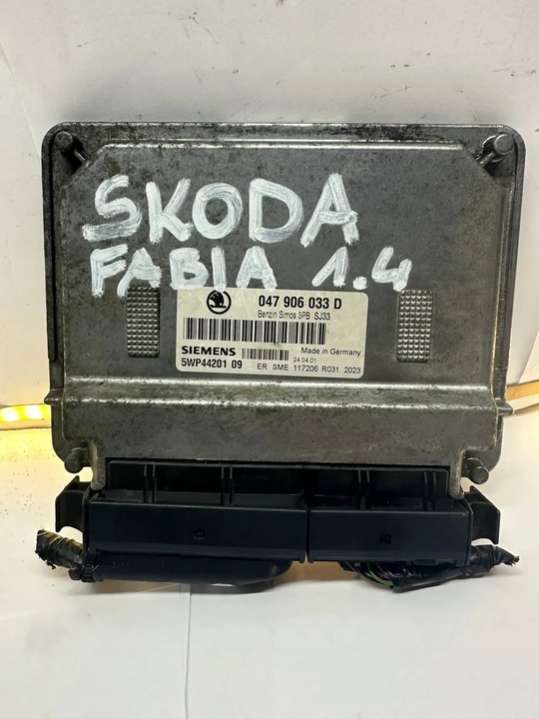 SKODA
FABIA 1.4
047 906 033 D
Benzin Simos 3PB SJ33
SIEMENS
Made in Germany
24.04.01
5WP44201 09
ER SME 117206 R031 2023